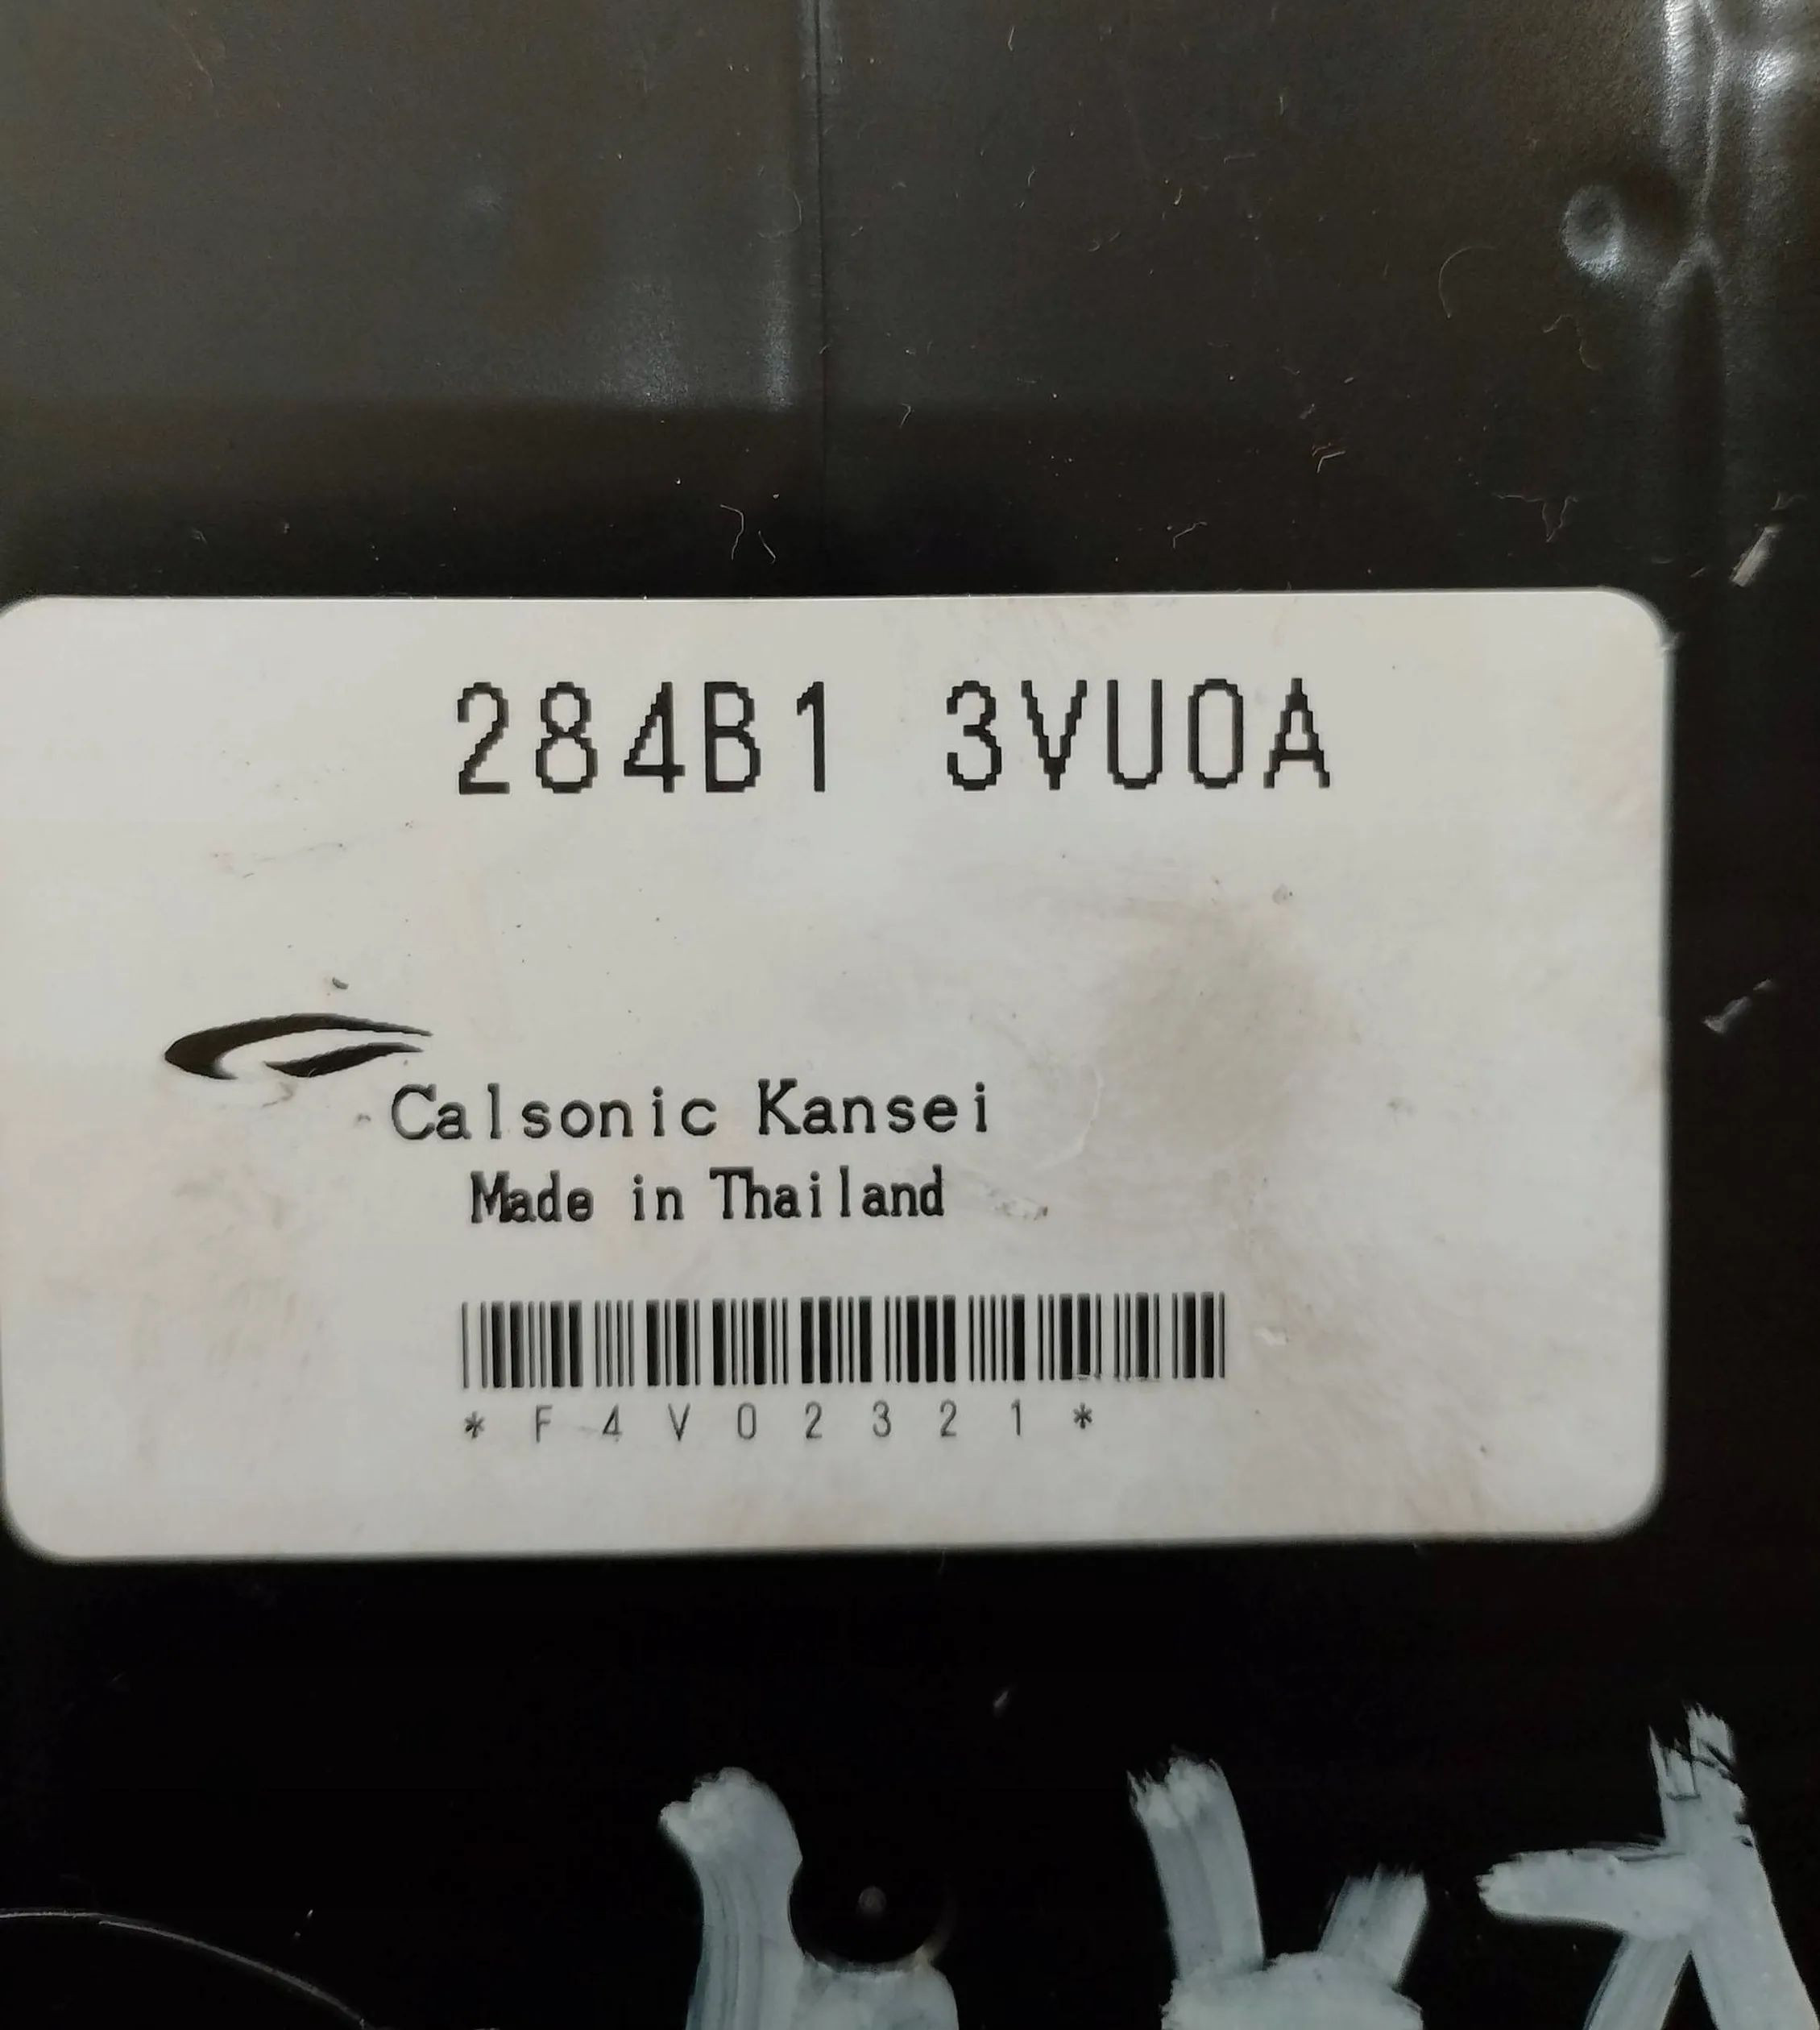 284B1 3VU0A
Calsonic Kansei
Made in Thailand
*F4V02321*